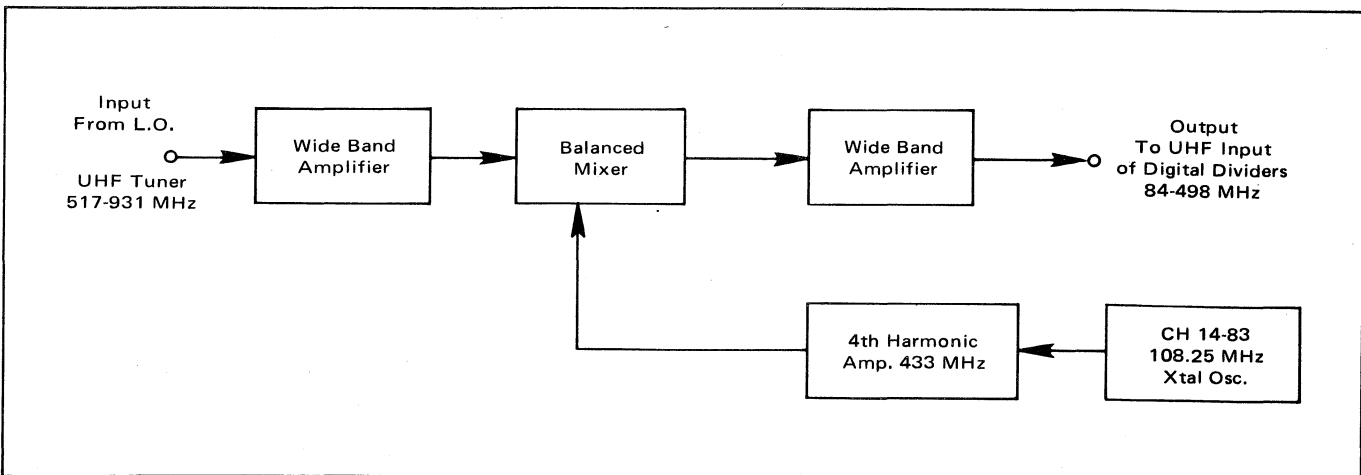 Input
From L.O.
UHF Tuner
517-931 MHz
Wide Band
Amplifier
Balanced
Mixer
Wide Band
Amplifier
Output
To UHF Input
of Digital Dividers
84-498 MHz
4th Harmonic
Amp. 433 MHz
CH 14-83
108.25 MHz
Xtal Osc.